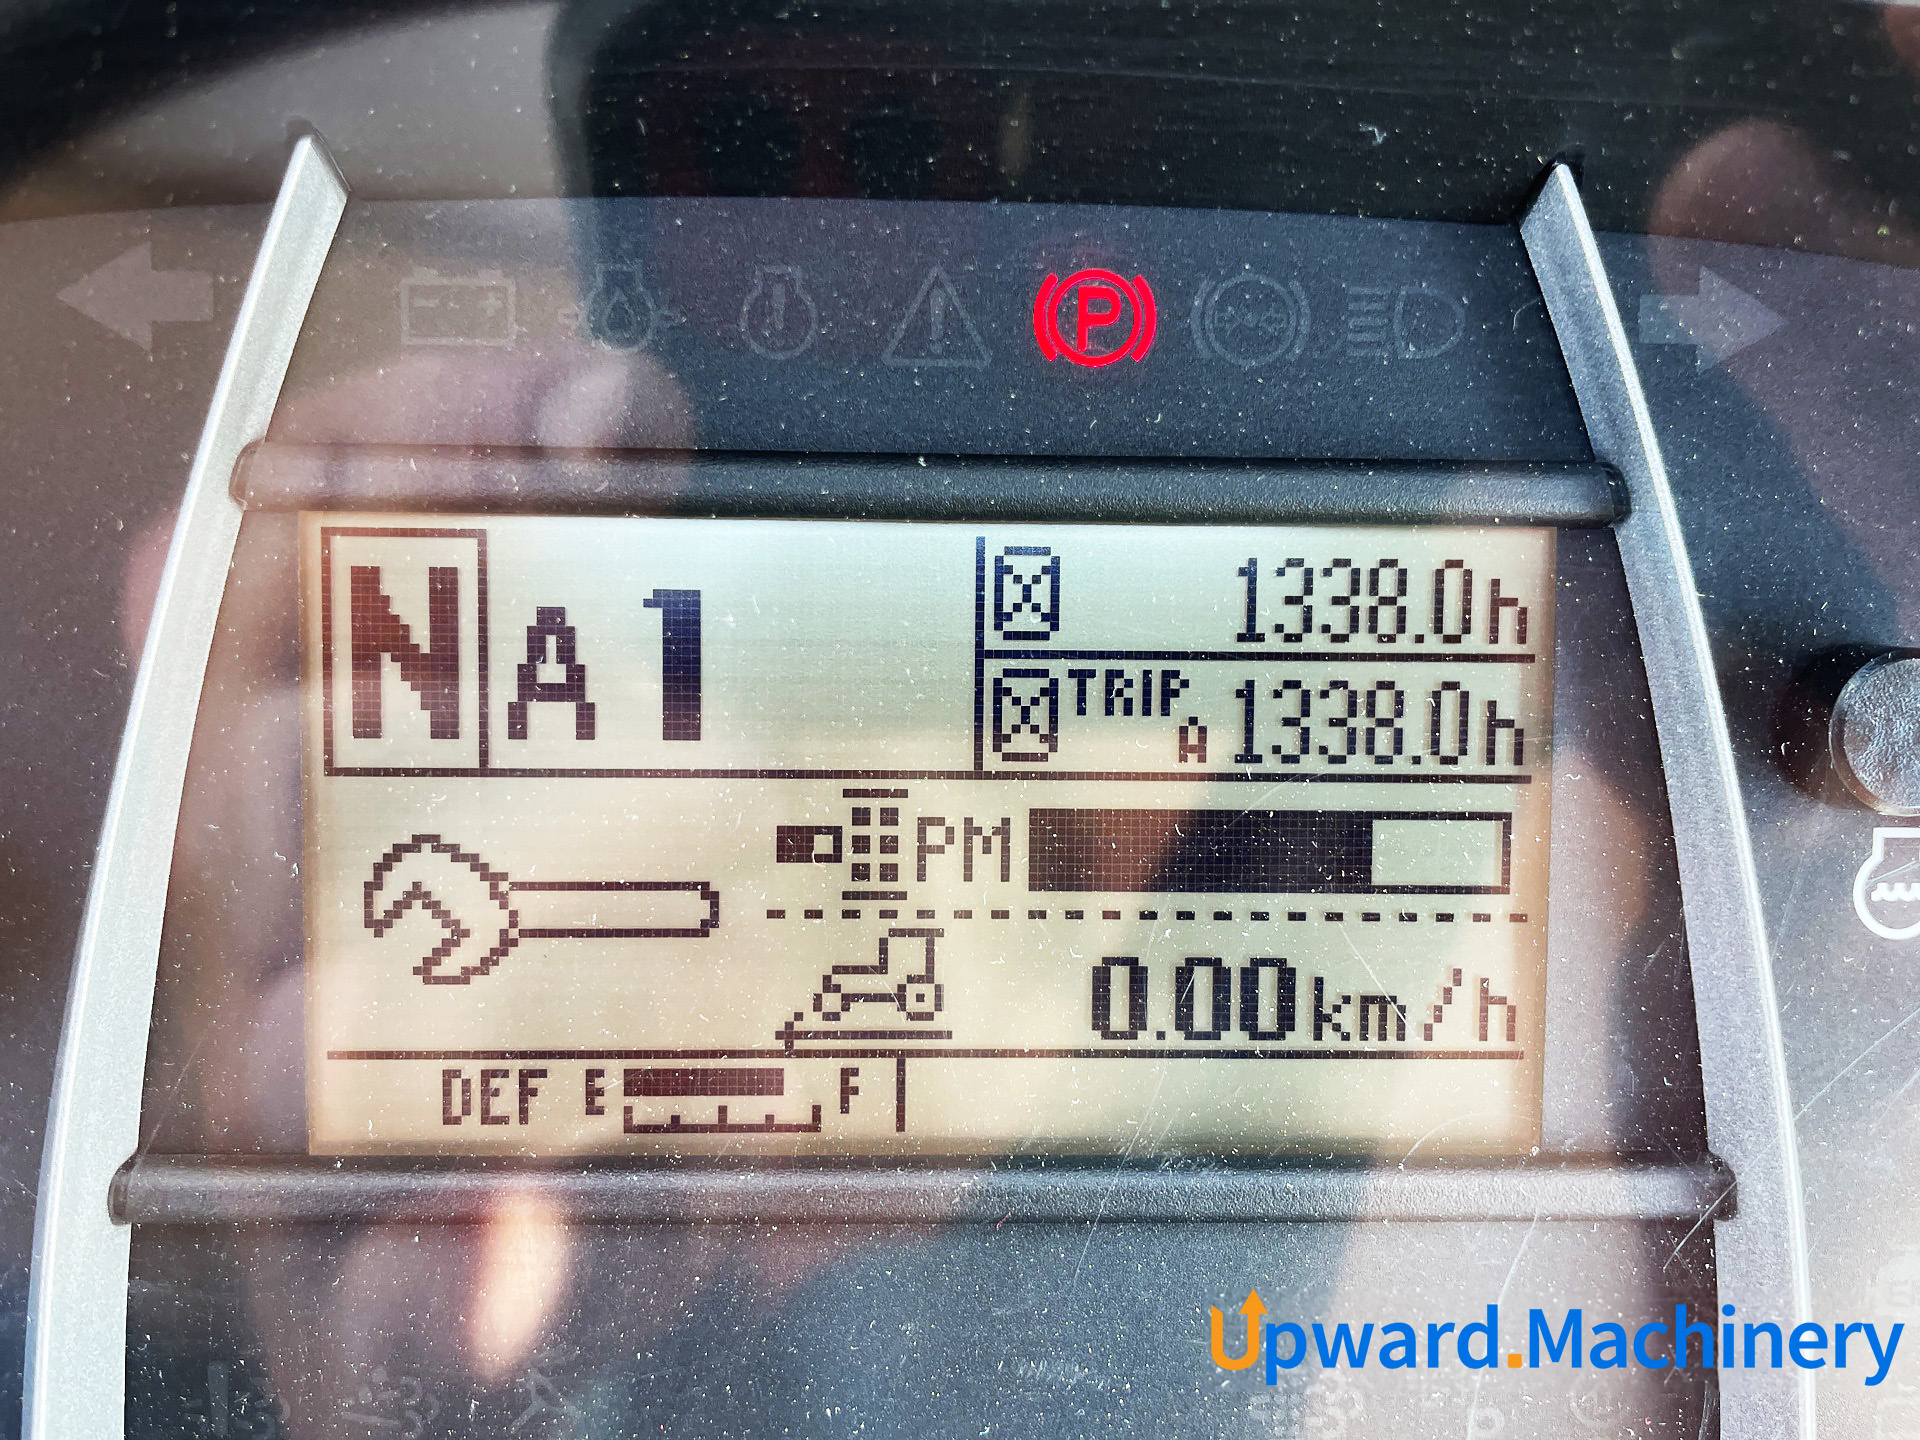 P
N A 1
1338.0h
TRIP A 1338.0h
PM
0.00km/h
DEF E F
Upward.Machinery